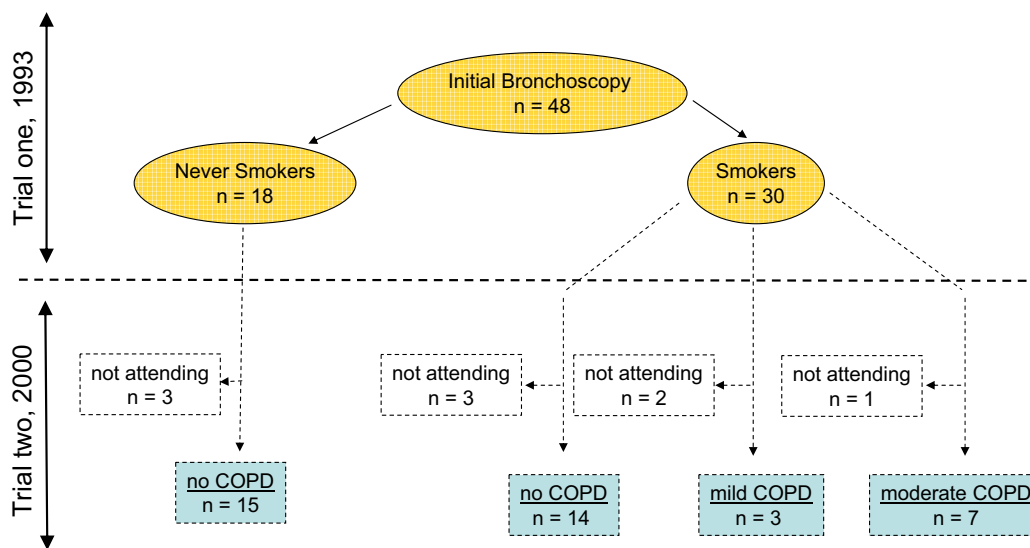 Trial one, 1993
Initial Bronchoscopy
n = 48
Never Smokers
n = 18
Smokers
n = 30
Trial two, 2000
not attending
n = 3
not attending
n = 3
not attending
n = 2
not attending
n = 1
no COPD
n = 15
no COPD
n = 14
mild COPD
n = 3
moderate COPD
n = 7